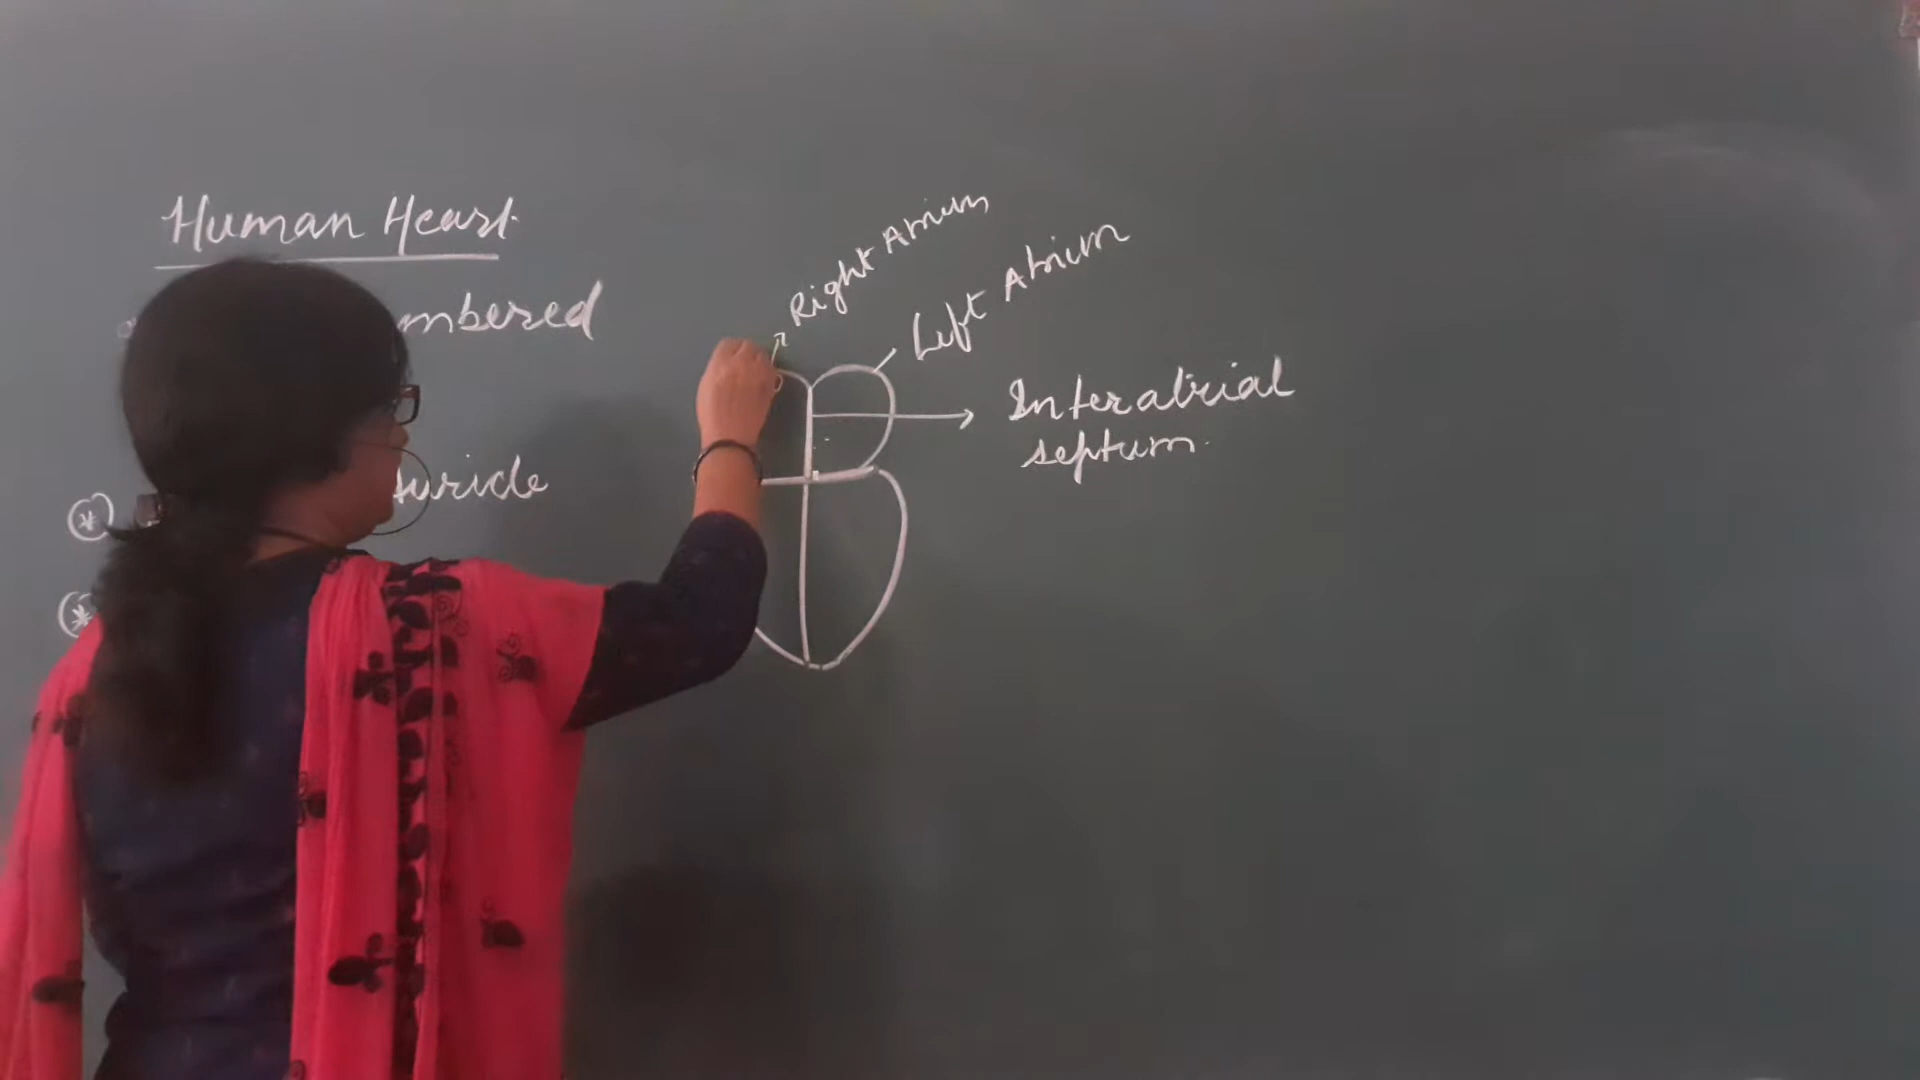 Human Heart
mbered
uricle
Right Atrium
Left Atrium
Interatrial
septum.